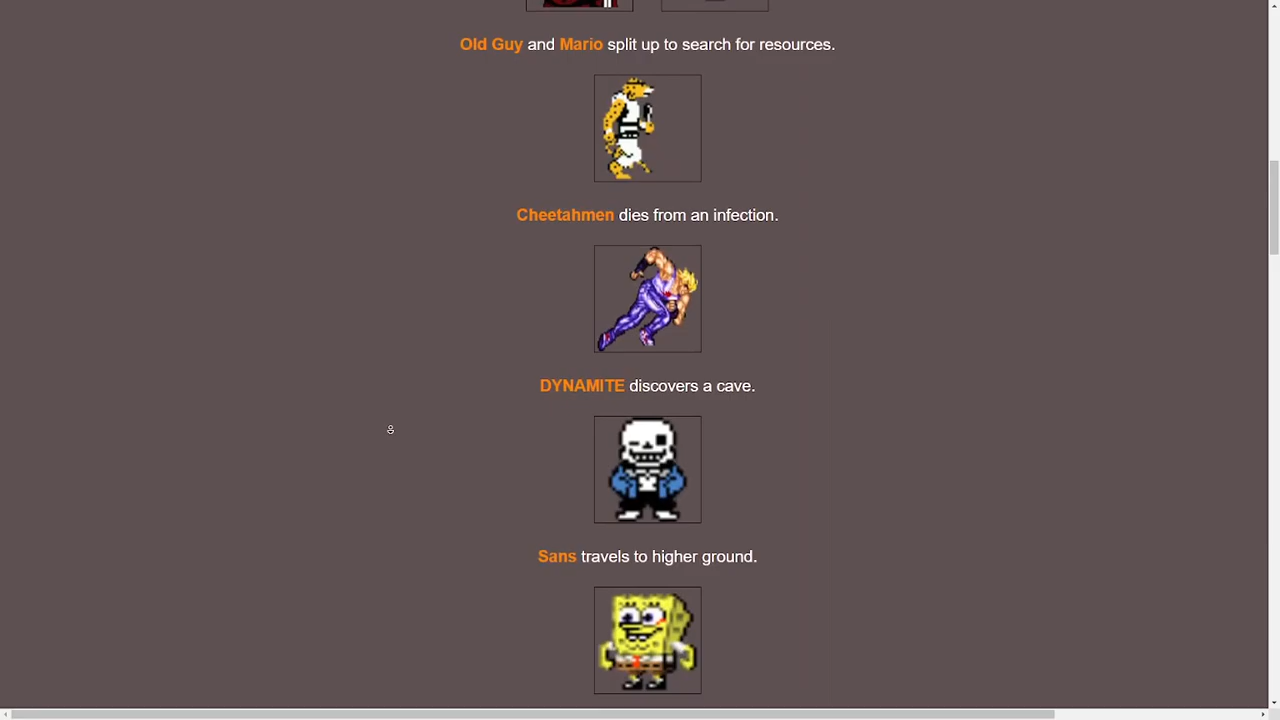 Old Guy and Mario split up to search for resources.
Cheetahmen dies from an infection.
DYNAMITE discovers a cave.
Sans travels to higher ground.